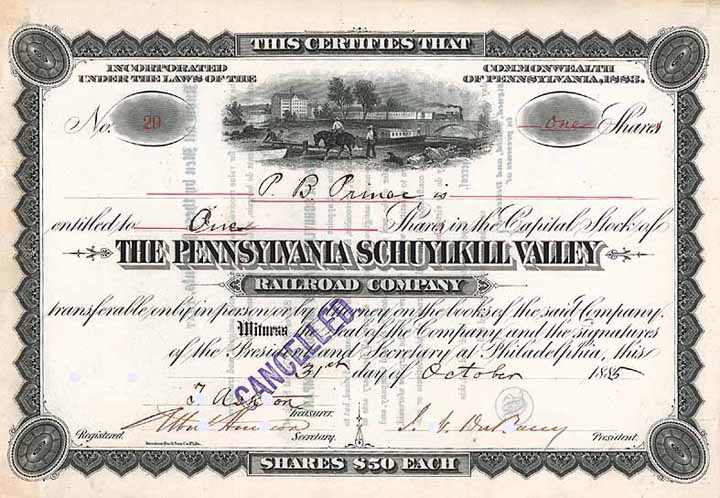 THIS CERTIFIES THAT
INCORPORATED UNDER THE LAWS OF THE
COMMONWEALTH OF PENNSYLVANIA, 1883.
No. 29
One Shares
P. B. Prince is
entitled to One Shares in the Capital Stock of
THE PENNSYLVANIA SCHUYLKILL VALLEY
RAILROAD COMPANY
transferable only in person or by Attorney on the books of the said Company.
Witness the Seal of the Company and the signatures
of the President and Secretary at Philadelphia, this
31st day of October 1885
CANCELLED
Treasurer.
Registered.
Secretary.
President.
SHARES $50 EACH